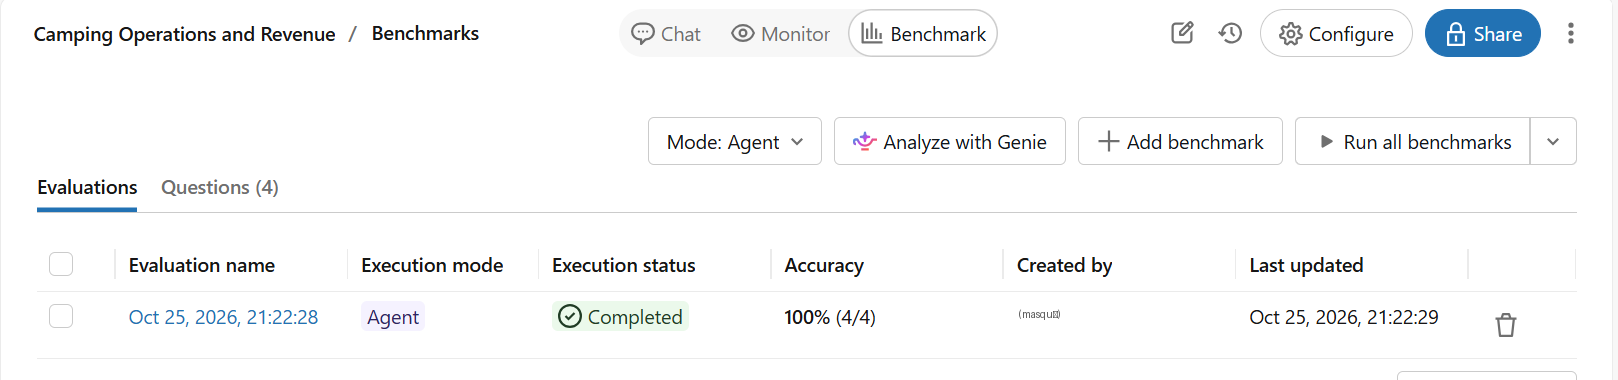 Camping Operations and Revenue / Benchmarks
Chat Monitor Benchmark
Configure Share
Mode: Agent Analyze with Genie Add benchmark Run all benchmarks
Evaluations Questions (4)
Evaluation name Execution mode Execution status Accuracy Created by Last updated
Oct 25, 2026, 21:22:28 Agent Completed 100% (4/4) Oct 25, 2026, 21:22:29